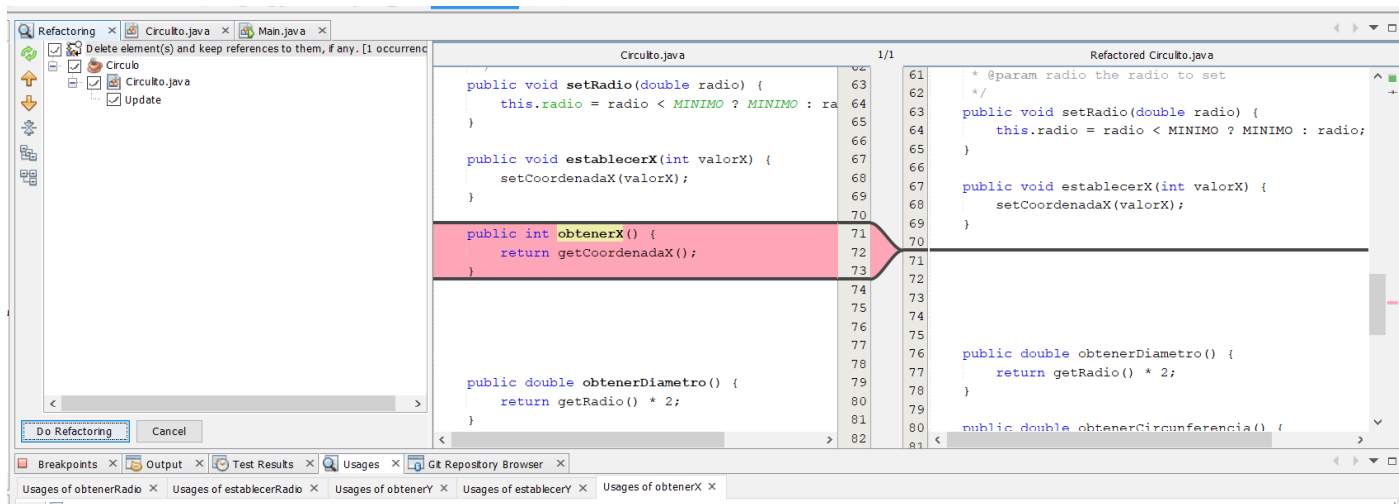 Refactoring × Circulito.java × Main.java ×
Delete element(s) and keep references to them, if any. [1 occurrenc
Circulo
Circulito.java
Update
Do Refactoring Cancel
Circulito.java 1/1 Refactored Circulito.java
62
public void setRadio(double radio) { 63
this.radio = radio < MINIMO ? MINIMO : ra 64
} 65
66
public void establecerX(int valorX) { 67
setCoordenadaX(valorX); 68
} 69
70
public int obtenerX() { 71
return getCoordenadaX(); 72
} 73
74
75
76
77
78
public double obtenerDiametro() { 79
return getRadio() * 2; 80
} 81
82
61 * @param radio the radio to set
62 */
63 public void setRadio(double radio) {
64 this.radio = radio < MINIMO ? MINIMO : radio;
65 }
66
67 public void establecerX(int valorX) {
68 setCoordenadaX(valorX);
69 }
70
71
72
73
74
75
76 public double obtenerDiametro() {
77 return getRadio() * 2;
78 }
79
80 public double obtenerCircunferencia() {
81
Breakpoints × Output × Test Results × Usages × Git Repository Browser ×
Usages of obtenerRadio × Usages of establecerRadio × Usages of obtenerY × Usages of establecerY × Usages of obtenerX ×